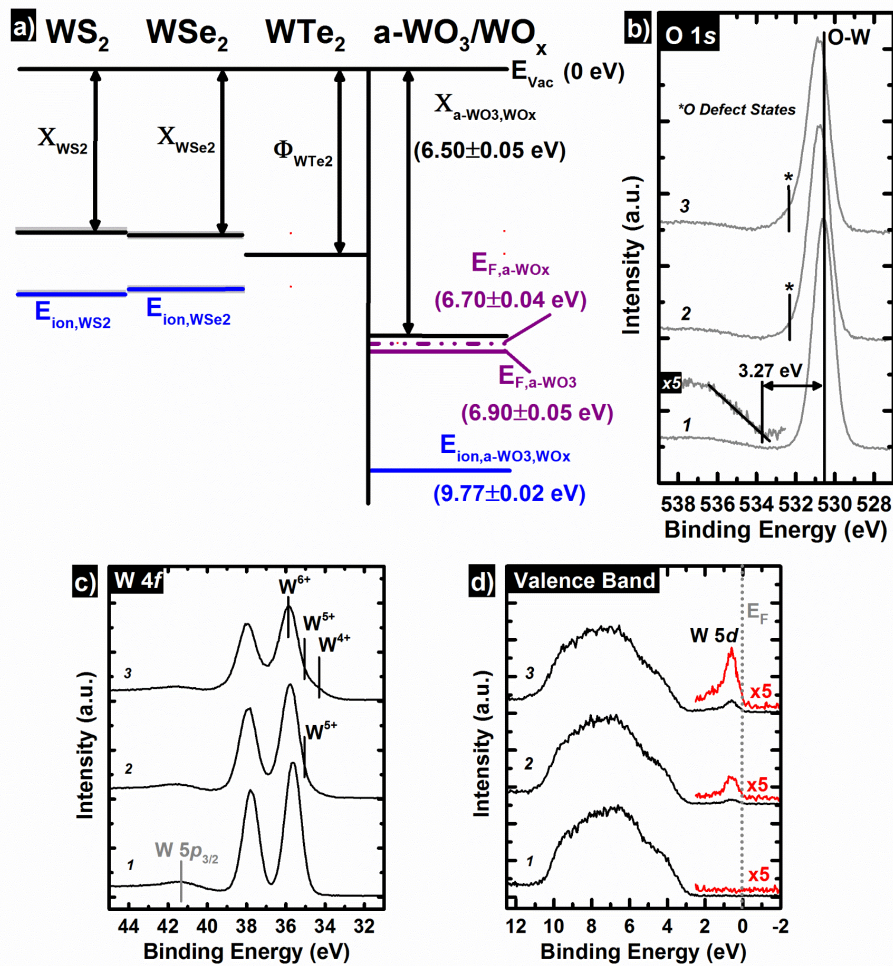 a)
WS2 WSe2 WTe2 a-WO3/WOx
EVac (0 eV)
ΧWS2
ΧWSe2
ΦWTe2
Χa-WO3,WOx
(6.50±0.05 eV)
EF,a-WOx
(6.70±0.04 eV)
EF,a-WO3
(6.90±0.05 eV)
Eion,WS2
Eion,WSe2
Eion,a-WO3,WOx
(9.77±0.02 eV)
b)
O 1s
O-W
*O Defect States
*
3
*
2
3.27 eV
x5
1
Intensity (a.u.)
538 536 534 532 530 528
Binding Energy (eV)
c)
W 4f
W6+
W5+
W4+
3
W5+
2
W 5p3/2
1
Intensity (a.u.)
44 42 40 38 36 34 32
Binding Energy (eV)
d)
Valence Band
EF
W 5d
3
x5
2
x5
1
x5
Intensity (a.u.)
12 10 8 6 4 2 0 -2
Binding Energy (eV)